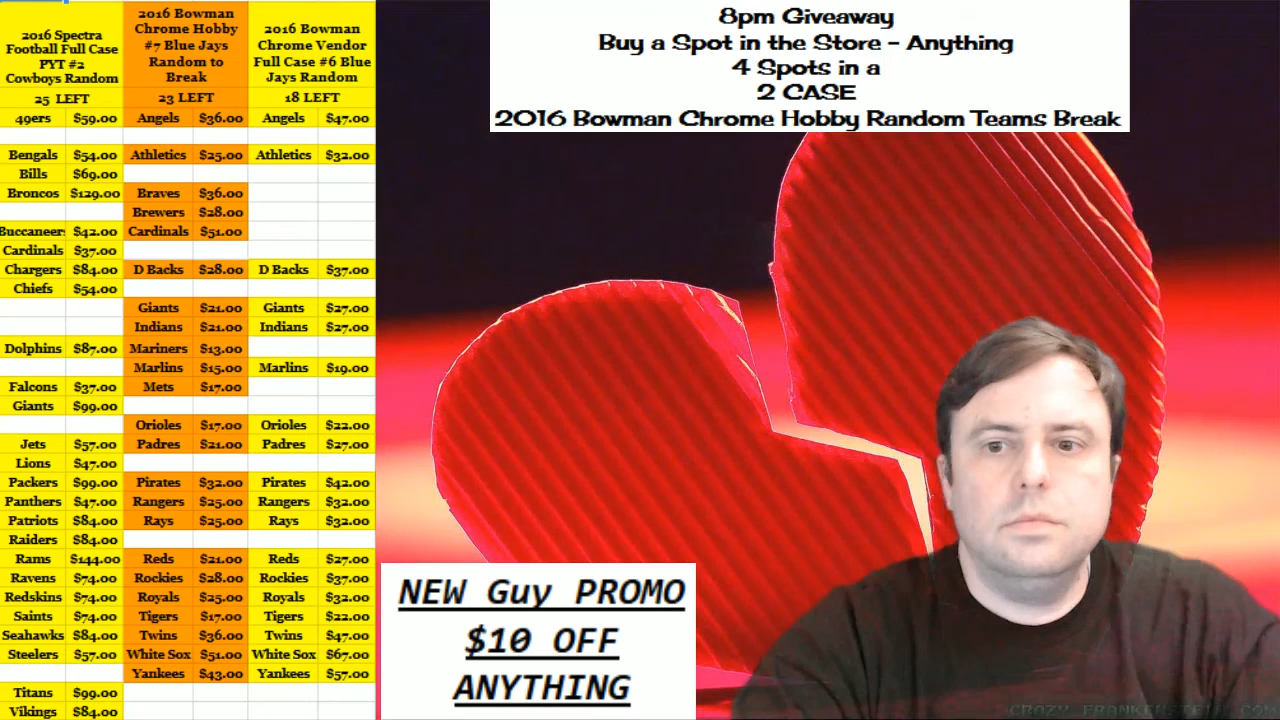 2016 Spectra
Football Full Case
PYT #2
Cowboys Random
2016 Bowman
Chrome Hobby
#7 Blue Jays
Random to
Break
2016 Bowman
Chrome Vendor
Full Case #6 Blue
Jays Random
25 LEFT 23 LEFT 18 LEFT
49ers $59.00 Angels $36.00 Angels $47.00
Bengals $54.00 Athletics $25.00 Athletics $32.00
Bills $69.00
Broncos $129.00 Braves $36.00
Brewers $28.00
Buccaneers $42.00 Cardinals $51.00
Cardinals $37.00
Chargers $84.00 D Backs $28.00 D Backs $37.00
Chiefs $54.00
Giants $21.00 Giants $27.00
Indians $21.00 Indians $27.00
Dolphins $87.00 Mariners $13.00
Marlins $15.00 Marlins $19.00
Falcons $37.00 Mets $17.00
Giants $99.00
Orioles $17.00 Orioles $22.00
Jets $57.00 Padres $21.00 Padres $27.00
Lions $47.00
Packers $99.00 Pirates $32.00 Pirates $42.00
Panthers $47.00 Rangers $25.00 Rangers $32.00
Patriots $84.00 Rays $25.00 Rays $32.00
Raiders $84.00
Rams $144.00 Reds $21.00 Reds $27.00
Ravens $74.00 Rockies $28.00 Rockies $37.00
Redskins $74.00 Royals $25.00 Royals $32.00
Saints $74.00 Tigers $17.00 Tigers $22.00
Seahawks $84.00 Twins $36.00 Twins $47.00
Steelers $57.00 White Sox $51.00 White Sox $67.00
Yankees $43.00 Yankees $57.00
Titans $99.00
Vikings $84.00
8pm Giveaway
Buy a Spot in the Store - Anything
4 Spots in a
2 CASE
2016 Bowman Chrome Hobby Random Teams Break
NEW Guy PROMO
$10 OFF
ANYTHING
CRAZY-FRANKENSTEIN.COM